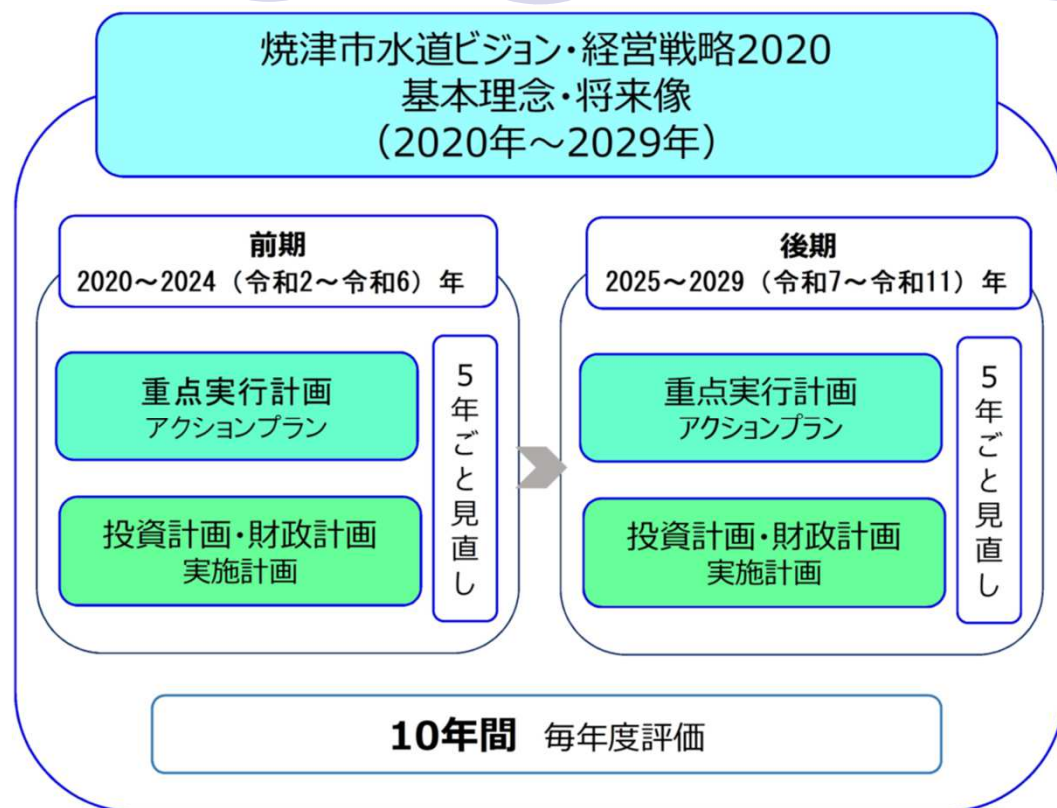 焼津市水道ビジョン・経営戦略2020
基本理念・将来像
（2020年～2029年）
前期
2020～2024（令和2～令和6）年
重点実行計画
アクションプラン
投資計画・財政計画
実施計画
5年ごと見直し
後期
2025～2029（令和7～令和11）年
重点実行計画
アクションプラン
投資計画・財政計画
実施計画
5年ごと見直し
10年間 毎年度評価